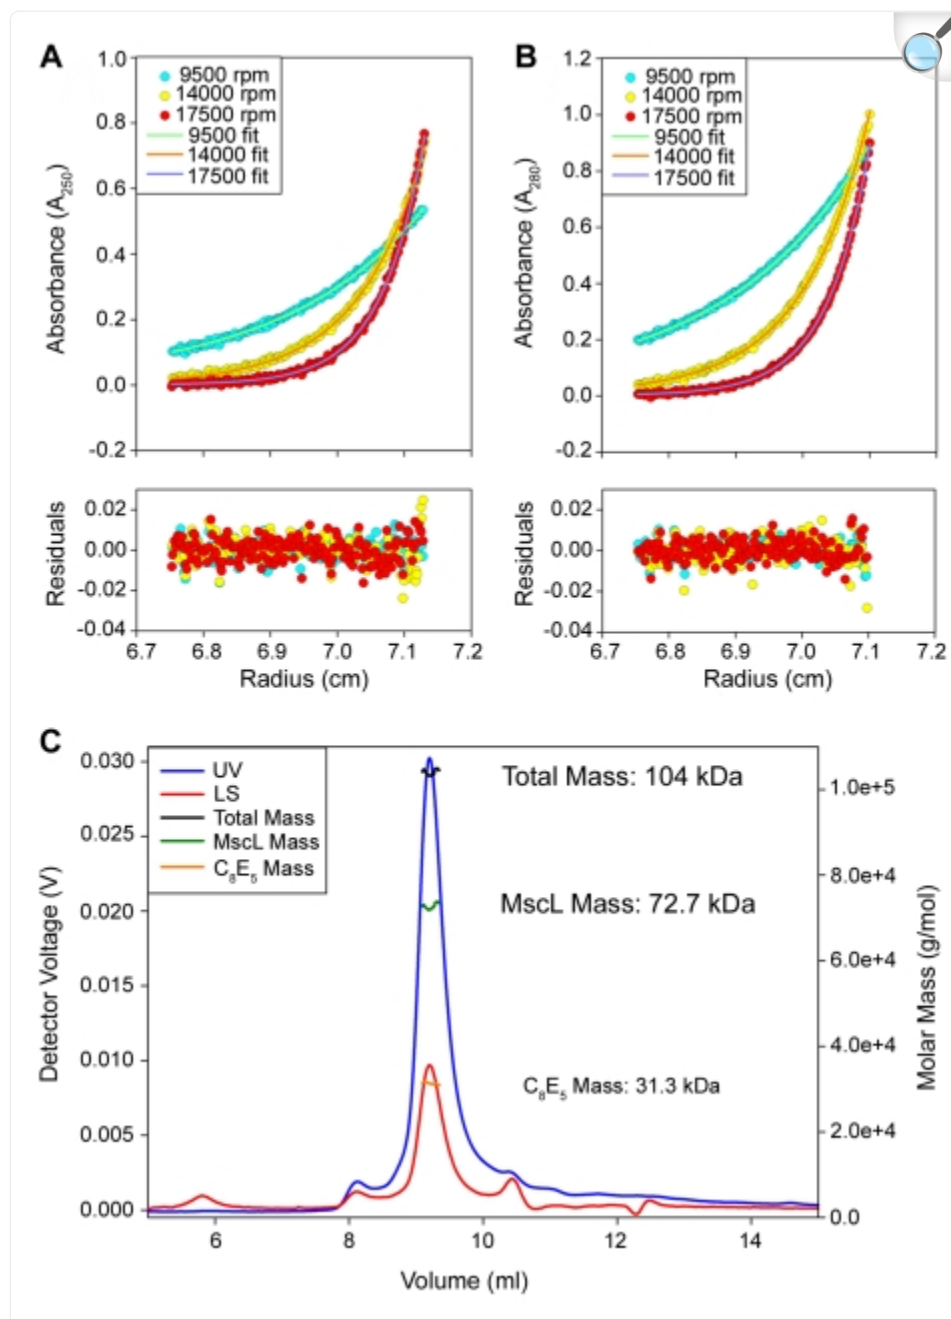 A
1.0
0.8
0.6
0.4
0.2
0.0
-0.2
Absorbance (A250)
9500 rpm
14000 rpm
17500 rpm
9500 fit
14000 fit
17500 fit
B
1.2
1.0
0.8
0.6
0.4
0.2
0.0
-0.2
Absorbance (A280)
9500 rpm
14000 rpm
17500 rpm
9500 fit
14000 fit
17500 fit
Residuals
0.02
0.00
-0.02
-0.04
6.7 6.8 6.9 7.0 7.1 7.2
Radius (cm)
Residuals
0.02
0.00
-0.02
-0.04
6.7 6.8 6.9 7.0 7.1 7.2
Radius (cm)
C
0.030
0.025
0.020
0.015
0.010
0.005
0.000
Detector Voltage (V)
UV
LS
Total Mass
MscL Mass
C8E5 Mass
Total Mass: 104 kDa
MscL Mass: 72.7 kDa
C8E5 Mass: 31.3 kDa
1.0e+5
8.0e+4
6.0e+4
4.0e+4
2.0e+4
0.0
Molar Mass (g/mol)
6 8 10 12 14
Volume (ml)